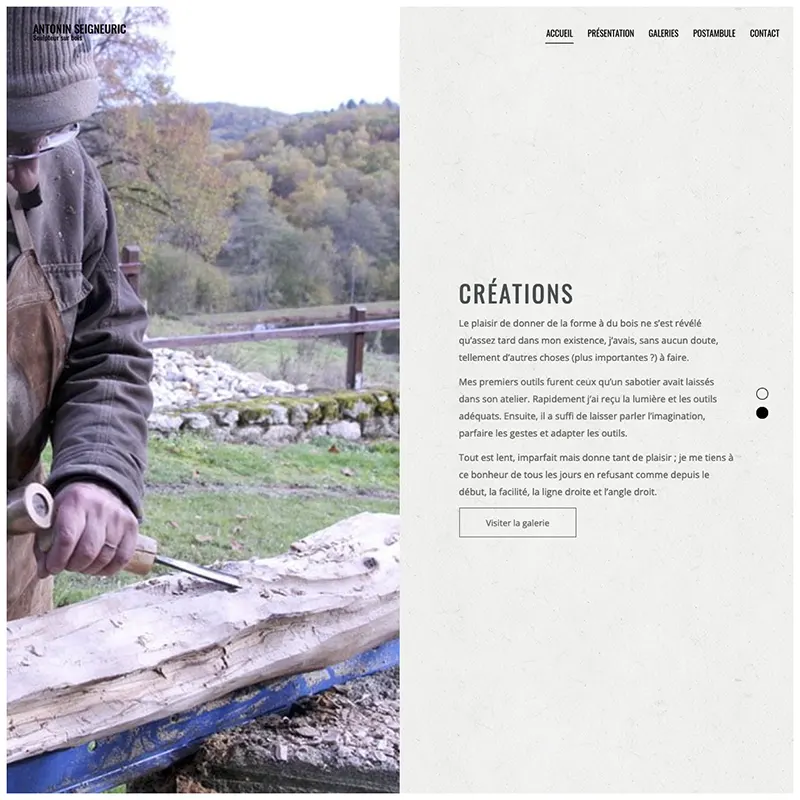 ANTONIN SEIGNEURIC
Sculpteur sur bois
ACCUEIL PRÉSENTATION GALERIES POSTAMBULE CONTACT
CRÉATIONS
Le plaisir de donner de la forme à du bois ne s'est révélé
qu'assez tard dans mon existence, j'avais, sans aucun doute,
tellement d'autres choses (plus importantes ?) à faire.
Mes premiers outils furent ceux qu'un sabotier avait laissés
dans son atelier. Rapidement j'ai reçu la lumière et les outils
adéquats. Ensuite, il a suffi de laisser parler l'imagination,
parfaire les gestes et adapter les outils.
Tout est lent, imparfait mais donne tant de plaisir ; je me tiens à
ce bonheur de tous les jours en refusant comme depuis le
début, la facilité, la ligne droite et l'angle droit.
Visiter la galerie